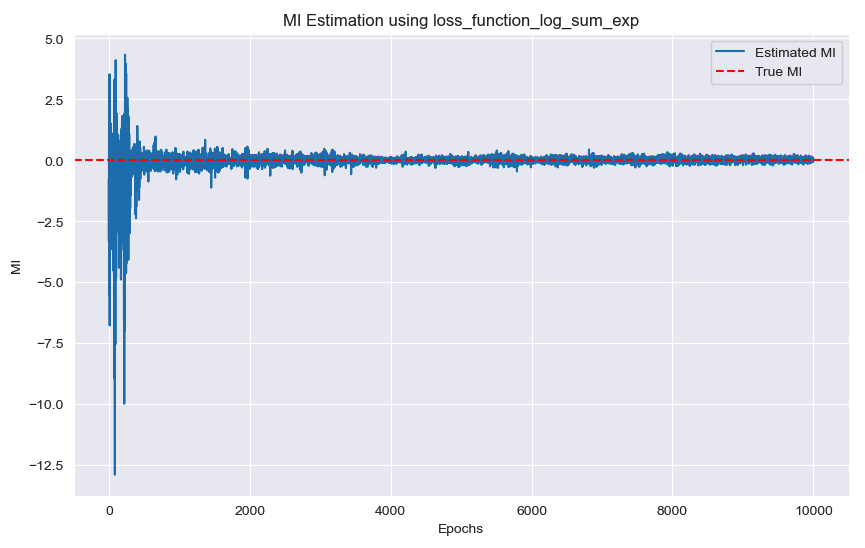 MI Estimation using loss_function_log_sum_exp
Estimated MI
True MI
5.0
2.5
0.0
−2.5
−5.0
−7.5
−10.0
−12.5
MI
0
2000
4000
6000
8000
10000
Epochs